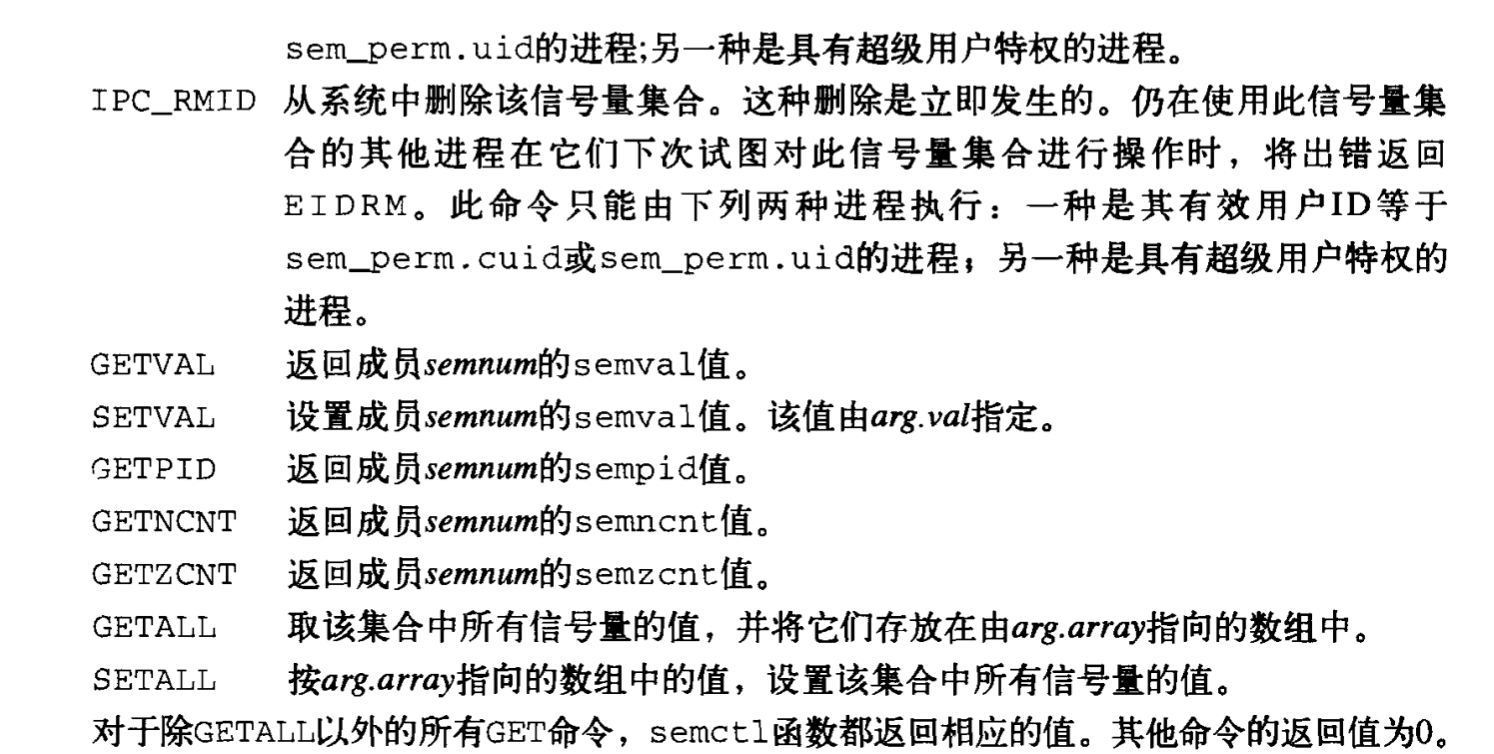 sem_perm.uid的进程;另一种是具有超级用户特权的进程。
IPC_RMID 从系统中删除该信号量集合。这种删除是立即发生的。仍在使用此信号量集
合的其他进程在它们下次试图对此信号量集合进行操作时，将出错返回
EIDRM。此命令只能由下列两种进程执行：一种是其有效用户ID等于
sem_perm.cuid或sem_perm.uid的进程；另一种是具有超级用户特权的
进程。
GETVAL 返回成员semnum的semval值。
SETVAL 设置成员semnum的semval值。该值由arg.val指定。
GETPID 返回成员semnum的sempid值。
GETNCNT 返回成员semnum的semncnt值。
GETZCNT 返回成员semnum的semzcnt值。
GETALL 取该集合中所有信号量的值，并将它们存放在由arg.array指向的数组中。
SETALL 按arg.array指向的数组中的值，设置该集合中所有信号量的值。
对于除GETALL以外的所有GET命令，semctl函数都返回相应的值。其他命令的返回值为0。